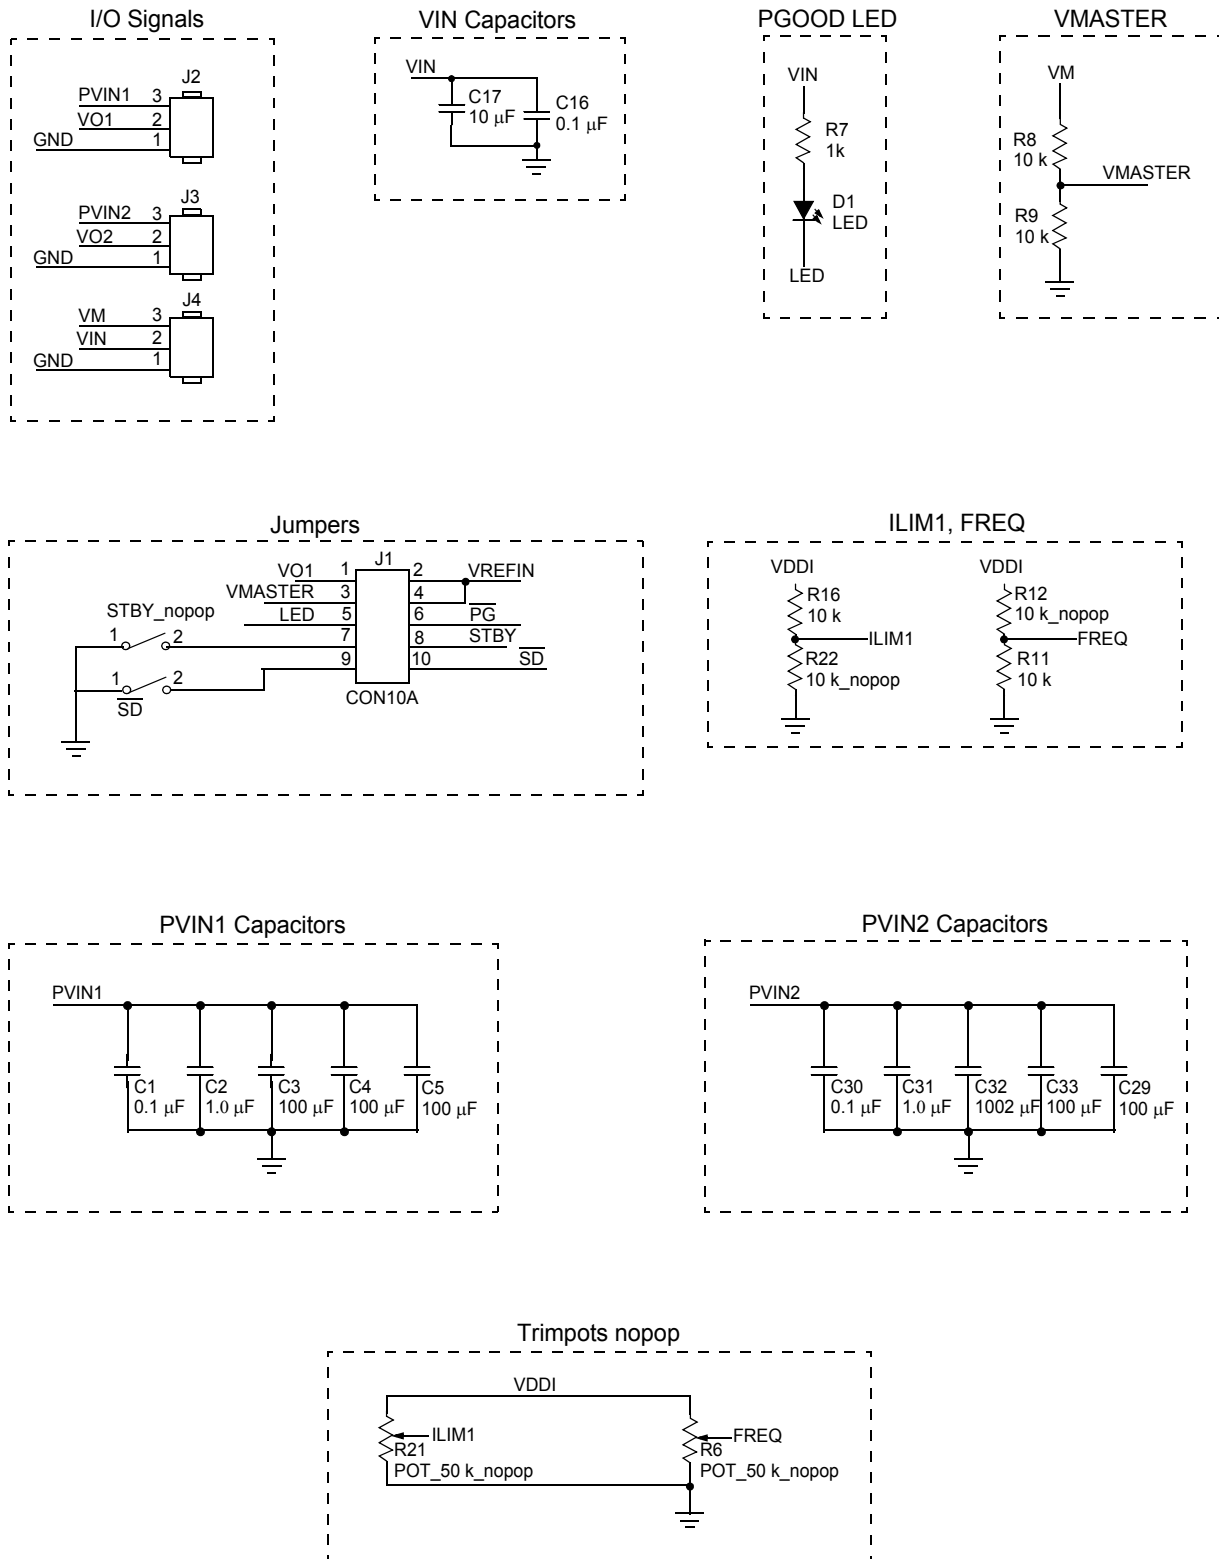 I/O Signals
J2
PVIN1 3
VO1 2
GND 1
J3
PVIN2 3
VO2 2
GND 1
J4
VM 3
VIN 2
GND 1
VIN Capacitors
VIN
C17
10 μF
C16
0.1 μF
PGOOD LED
VIN
R7
1k
D1
LED
LED
VMASTER
VM
R8
10 k
VMASTER
R9
10 k
Jumpers
J1
VO1 1 2 VREFIN
VMASTER 3 4
LED 5 6 PG
STBY_nopop
1 2 7 8 STBY
9 10 SD
1 2
SD
CON10A
ILIM1, FREQ
VDDI
R16
10 k
ILIM1
R22
10 k_nopop
VDDI
R12
10 k_nopop
FREQ
R11
10 k
PVIN1 Capacitors
PVIN1
C1
0.1 μF
C2
1.0 μF
C3
100 μF
C4
100 μF
C5
100 μF
PVIN2 Capacitors
PVIN2
C30
0.1 μF
C31
1.0 μF
C32
1002 μF
C33
100 μF
C29
100 μF
Trimpots nopop
VDDI
ILIM1
R21
POT_50 k_nopop
FREQ
R6
POT_50 k_nopop